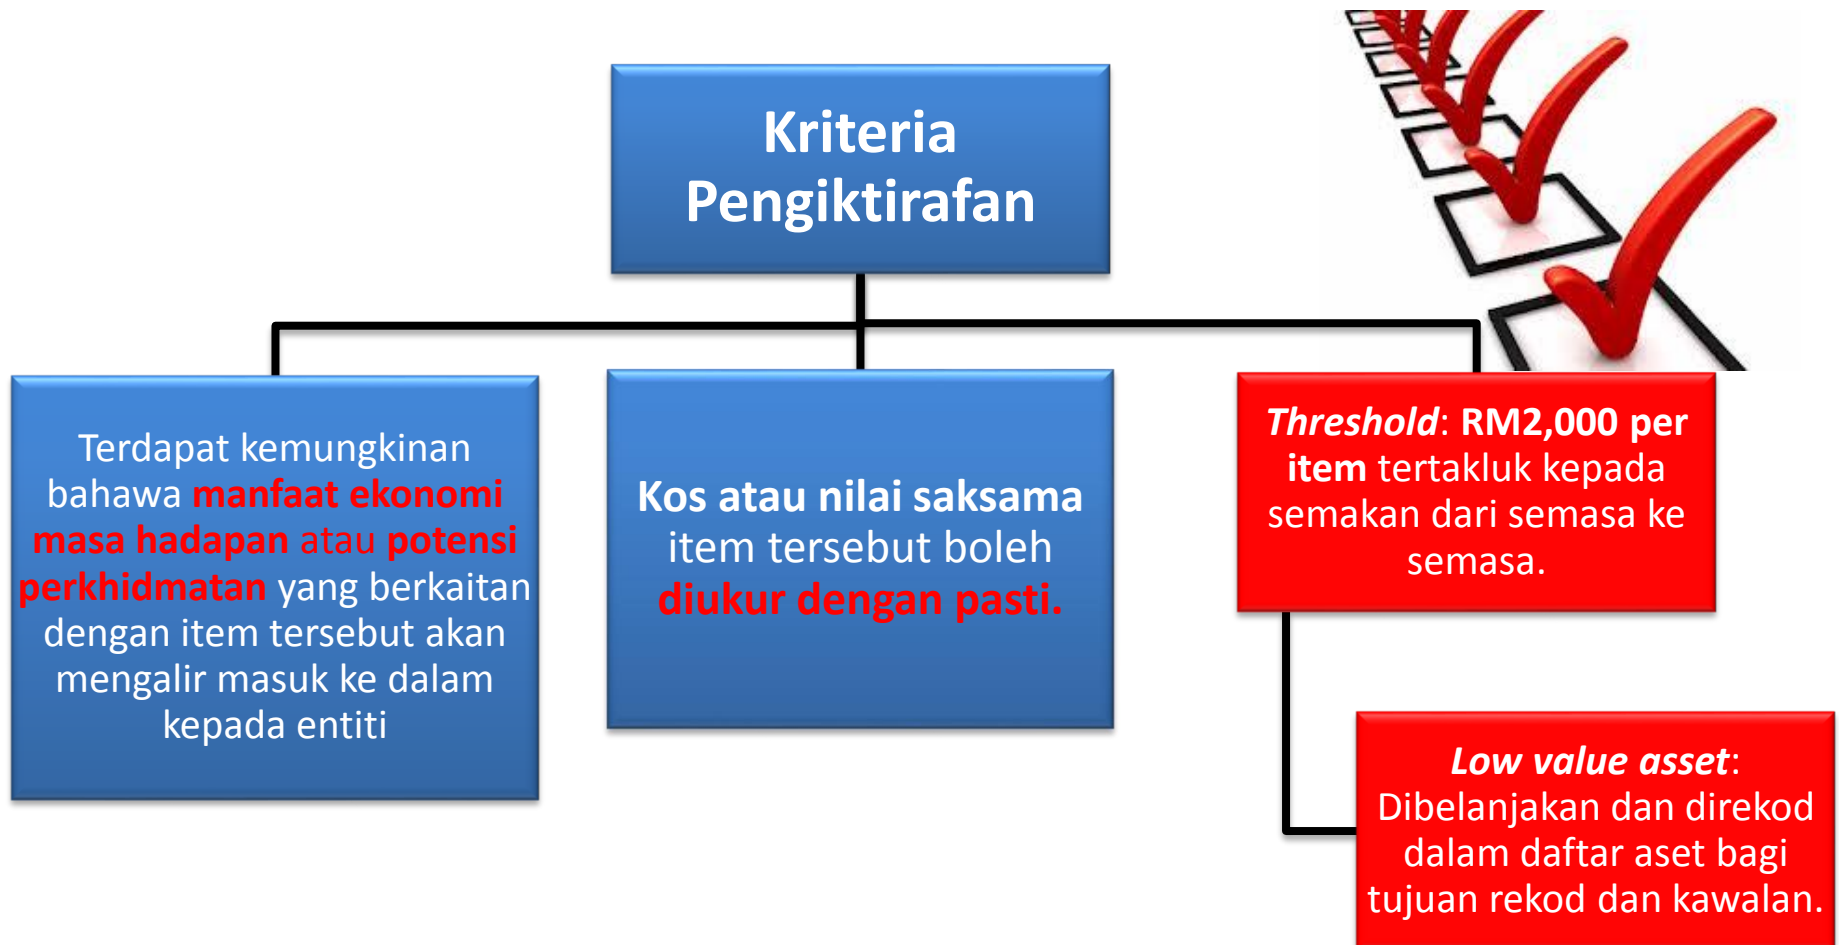 Kriteria
Pengiktirafan
Terdapat kemungkinan
bahawa manfaat ekonomi
masa hadapan atau potensi
perkhidmatan yang berkaitan
dengan item tersebut akan
mengalir masuk ke dalam
kepada entiti
Kos atau nilai saksama
item tersebut boleh
diukur dengan pasti.
Threshold: RM2,000 per
item tertakluk kepada
semakan dari semasa ke
semasa.
Low value asset:
Dibelanjakan dan direkod
dalam daftar aset bagi
tujuan rekod dan kawalan.